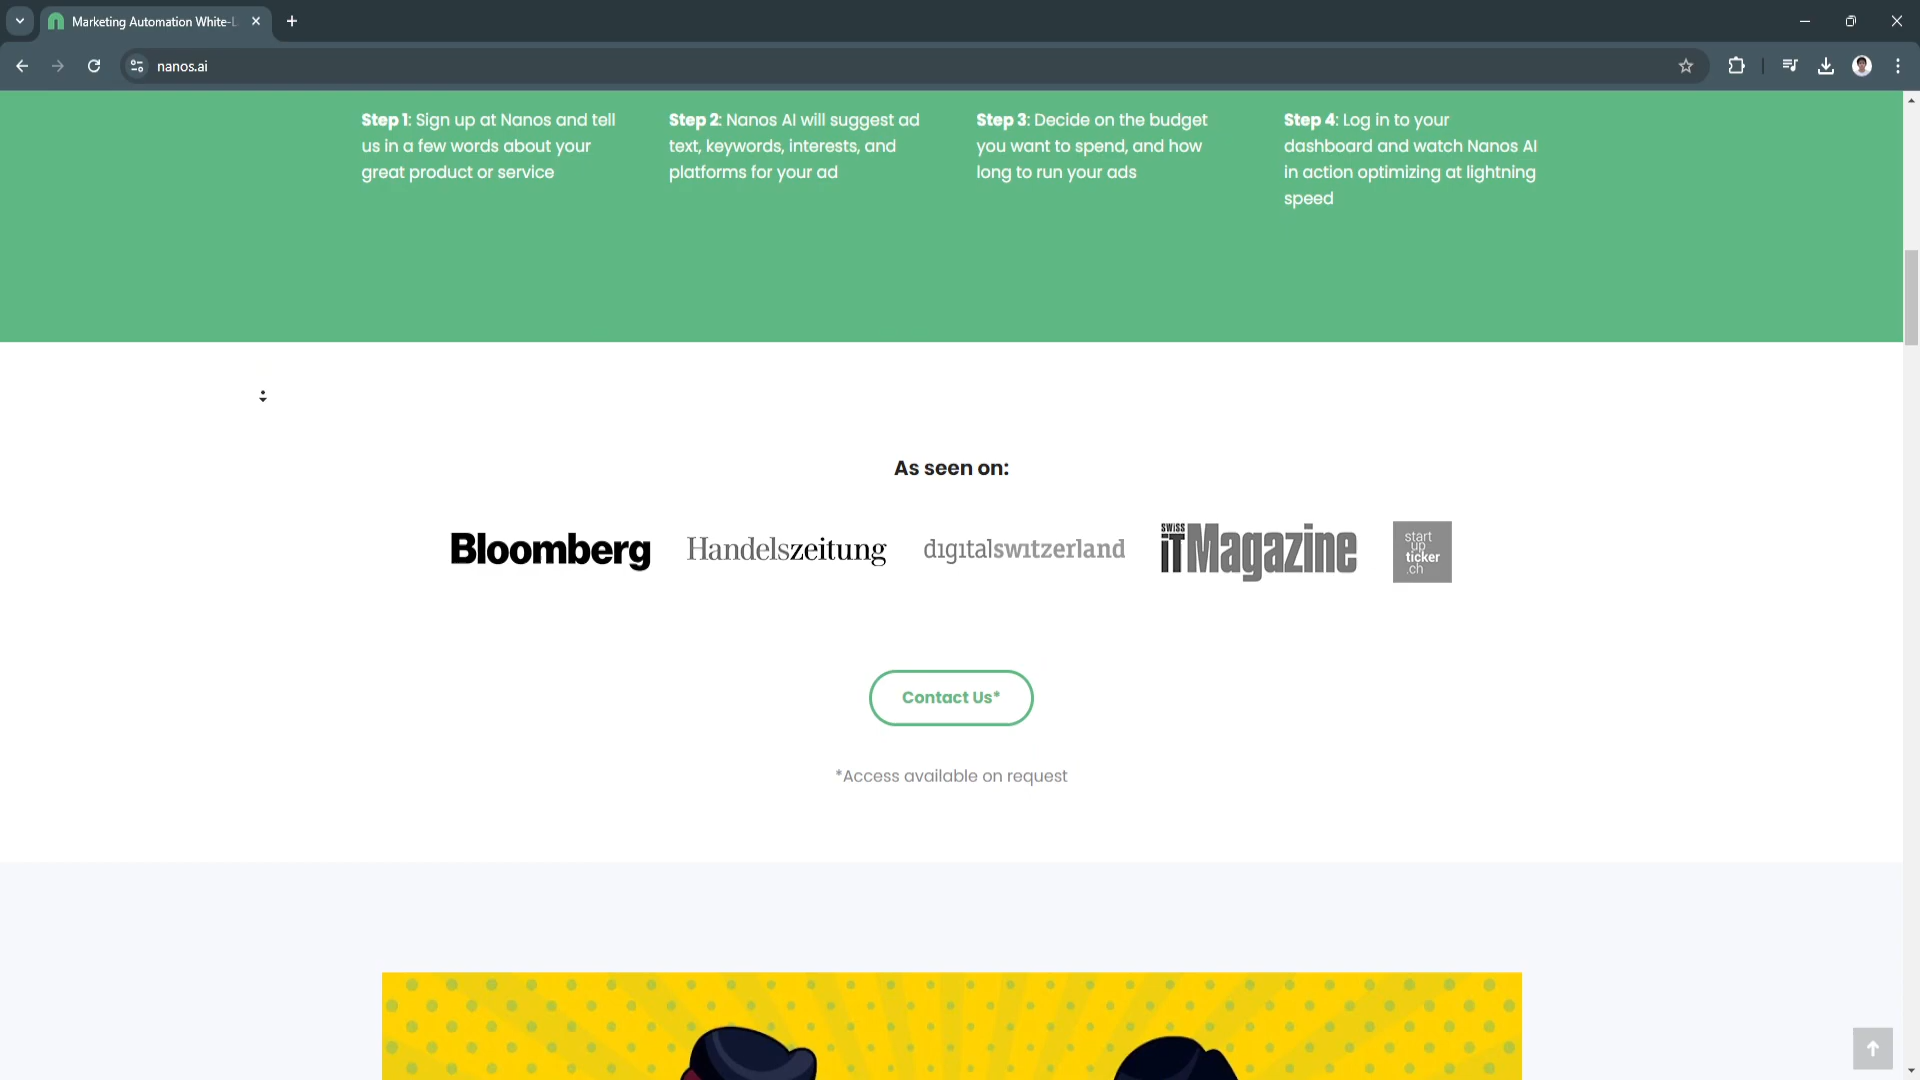 Marketing Automation White-L
nanos.ai
Step 1: Sign up at Nanos and tell
us in a few words about your
great product or service
Step 2: Nanos AI will suggest ad
text, keywords, interests, and
platforms for your ad
Step 3: Decide on the budget
you want to spend, and how
long to run your ads
Step 4: Log in to your
dashboard and watch Nanos AI
in action optimizing at lightning
speed
As seen on:
Bloomberg
Handelszeitung
digitalswitzerland
SWISS
iTMagazine
start
up
ticker
.ch
Contact Us*
*Access available on request